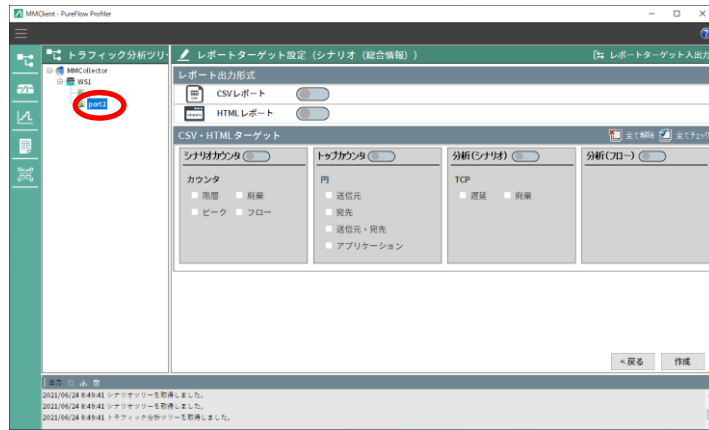 MMClient - PureFlow Profiler
トラフィック分析ツリー
レポートターゲット設定（シナリオ（総合情報））
レポートターゲット入出力
MMCollector
WS1
port2
レポート出力形式
CSVレポート
HTMLレポート
CSV・HTMLターゲット
全て解除 全てチェック
シナリオカウンタ
トップカウンタ
分析(シナリオ)
分析(フロー)
カウンタ
円
TCP
階層 廃棄
送信元
遅延 廃棄
ピーク フロー
宛先
送信元・宛先
アプリケーション
<戻る
作成
出力
2021/06/24 8:49:41 シナリオツリーを取得しました。
2021/06/24 8:49:41 シナリオツリーを取得しました。
2021/06/24 8:49:41 トラフィック分析ツリーを取得しました。